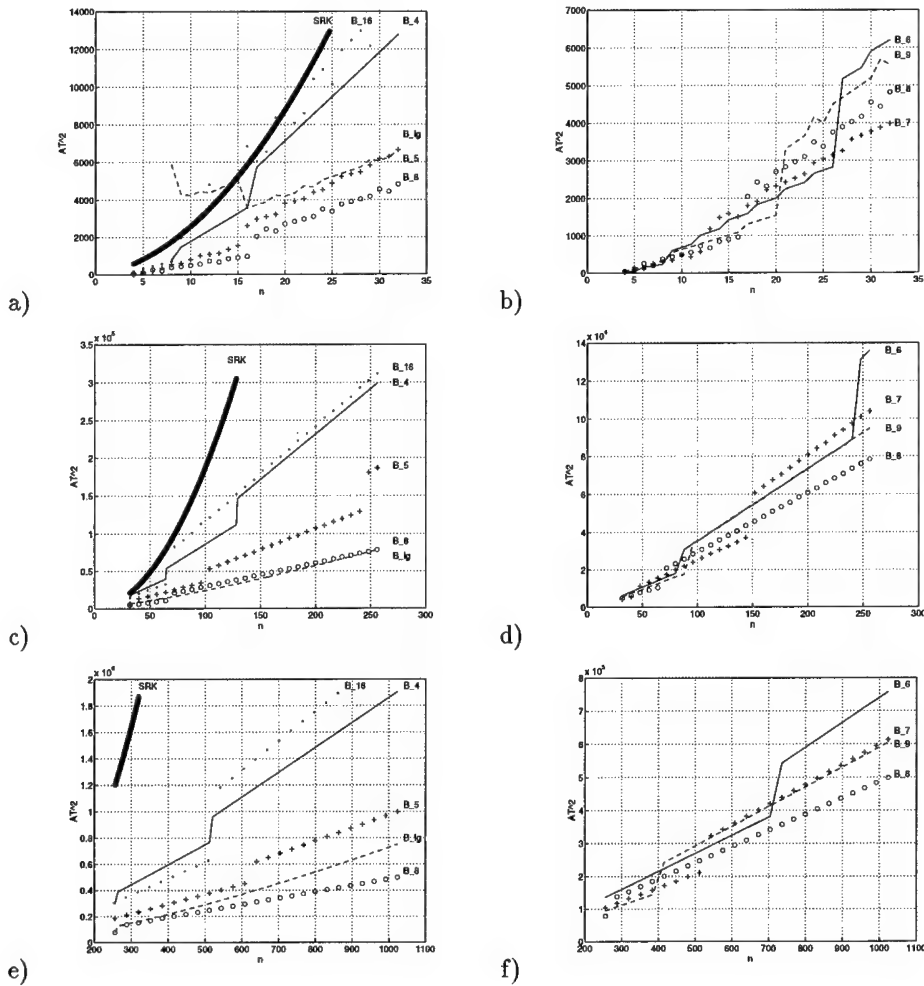 SRK B_16 B_4
14000
12000
10000
8000
6000
4000
2000
0
AT^2
B_lg
B_5
B_8
0 5 10 15 20 25 30 35
n
a)
7000
6000
5000
4000
3000
2000
1000
0
AT^2
B_6
B_9
B_8
B_7
0 5 10 15 20 25 30 35
n
b)
x 10^5
3.5
3
2.5
2
1.5
1
0.5
0
AT^2
SRK
B_16
B_4
B_5
B_8
B_lg
0 50 100 150 200 250 300
n
c)
x 10^4
14
12
10
8
6
4
2
0
AT^2
B_6
B_7
B_9
B_8
0 50 100 150 200 250 300
n
d)
x 10^6
2
1.8
1.6
1.4
1.2
1
0.8
0.6
0.4
0.2
0
AT^2
SRK
B_16
B_4
B_5
B_lg
B_8
200 300 400 500 600 700 800 900 1000 1100
n
e)
x 10^5
8
7
6
5
4
3
2
1
0
AT^2
B_6
B_7
B_9
B_8
200 300 400 500 600 700 800 900 1000 1100
n
f)